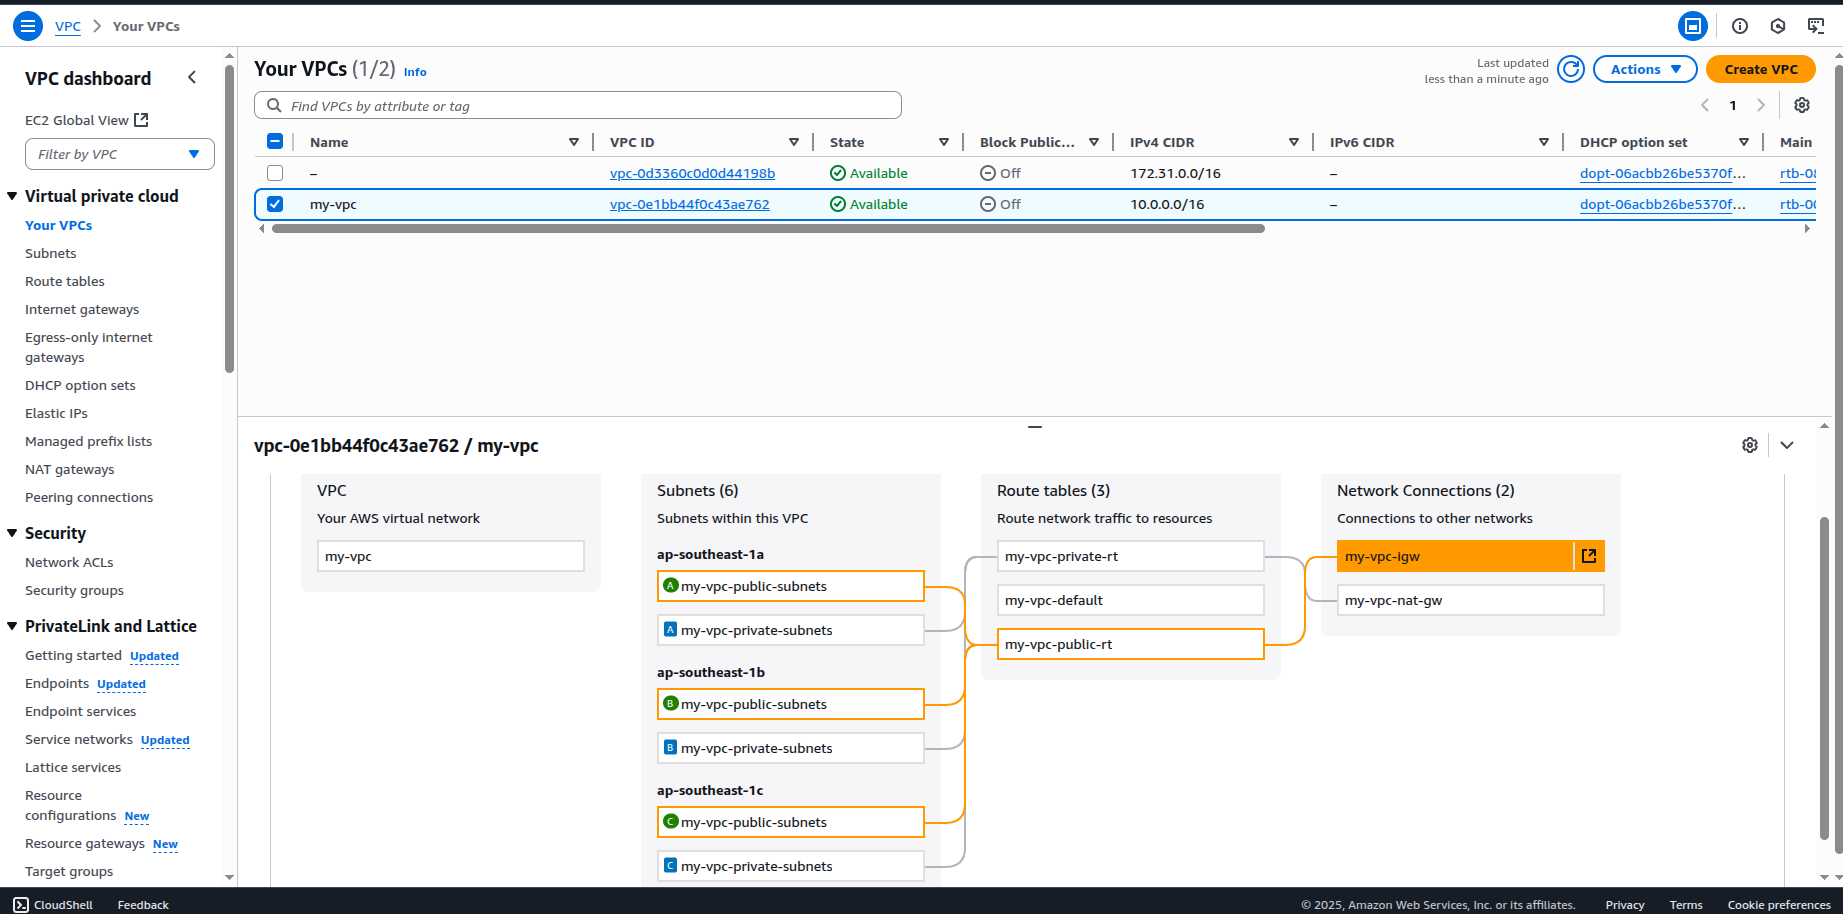 VPC > Your VPCs
VPC dashboard
EC2 Global View
Filter by VPC
Virtual private cloud
Your VPCs
Subnets
Route tables
Internet gateways
Egress-only internet
gateways
DHCP option sets
Elastic IPs
Managed prefix lists
NAT gateways
Peering connections
Security
Network ACLs
Security groups
PrivateLink and Lattice
Getting started Updated
Endpoints Updated
Endpoint services
Service networks Updated
Lattice services
Resource
configurations New
Resource gateways New
Target groups
Your VPCs (1/2) Info
Last updated
less than a minute ago
Actions
Create VPC
Find VPCs by attribute or tag
1
Name VPC ID State Block Public... IPv4 CIDR IPv6 CIDR DHCP option set Main
– vpc-0d3360c0d0d44198b Available Off 172.31.0.0/16 – dopt-06acbb26be5370f... rtb-08
my-vpc vpc-0e1bb44f0c43ae762 Available Off 10.0.0.0/16 – dopt-06acbb26be5370f... rtb-00
vpc-0e1bb44f0c43ae762 / my-vpc
VPC
Your AWS virtual network
my-vpc
Subnets (6)
Subnets within this VPC
ap-southeast-1a
A my-vpc-public-subnets
A my-vpc-private-subnets
ap-southeast-1b
B my-vpc-public-subnets
B my-vpc-private-subnets
ap-southeast-1c
C my-vpc-public-subnets
C my-vpc-private-subnets
Route tables (3)
Route network traffic to resources
my-vpc-private-rt
my-vpc-default
my-vpc-public-rt
Network Connections (2)
Connections to other networks
my-vpc-igw
my-vpc-nat-gw
CloudShell Feedback © 2025, Amazon Web Services, Inc. or its affiliates. Privacy Terms Cookie preferences